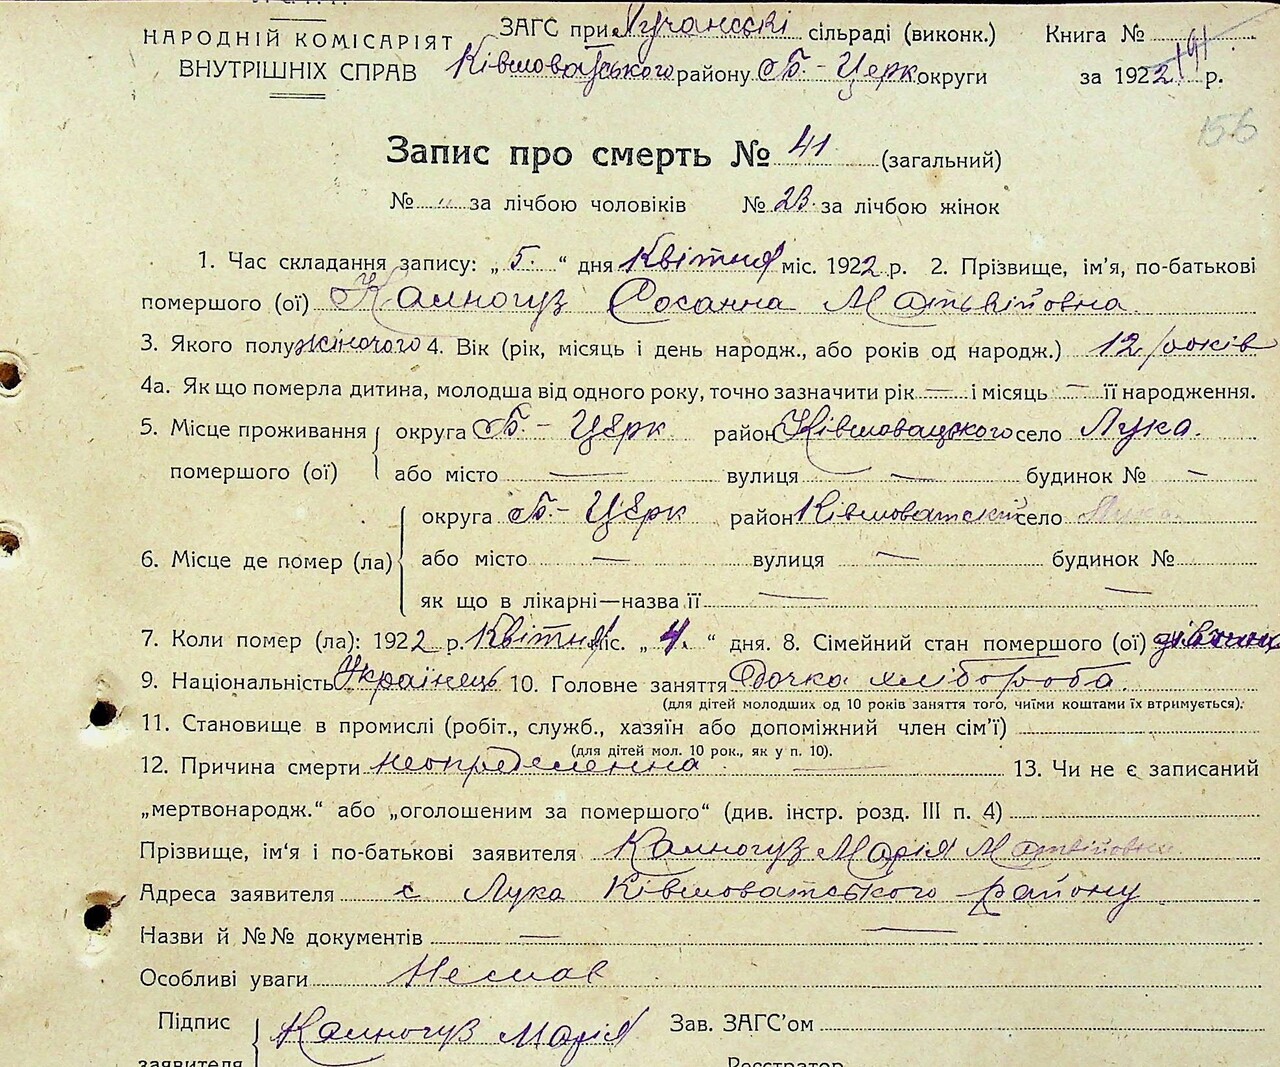 ЗАГС при Лучанські сільраді (виконк.) Книга №
НАРОДНІЙ КОМІСАРІЯТ
ВНУТРІШНІХ СПРАВ
Ківшоватського району Б.-Церк округи за 1922 р.
156
Запис про смерть № 41 (загальний)
№ „ за лічбою чоловіків № 23. за лічбою жінок
1. Час складання запису: „ 5. “ дня Квітня міс. 1922 р. 2. Прізвище, ім’я, по-батькові
помершого (ої) Калногуз Сосанна Матвійовна
3. Якого полу жіночого 4. Вік (рік, місяць і день народж., або років од народж.) 12 років
4а. Як що померла дитина, молодша від одного року, точно зазначити рік — і місяць — її народження.
5. Місце проживання помершого (ої) округа Б.-Церк район Ківшовацького село Лука.
або місто — вулиця — будинок № —
6. Місце де помер (ла) округа Б.-Церк район Ківшоватский село Лука.
або місто — вулиця — будинок №
як що в лікарні—назва її — —
7. Коли помер (ла): 1922 р. Квітня міс. „ 4. “ дня. 8. Сімейний стан помершого (ої) дівчина
9. Національність Українець 10. Головне заняття Дочка хлібороба.
(для дітей молодших од 10 років заняття того, чиїми коштами їх втримується).
11. Становище в промислі (робіт., служб., хазяїн або допоміжний член сім’ї)
(для дітей мол. 10 рок., як у п. 10).
12. Причина смерти неопределенна — 13. Чи не є записаний
„мертвонародж.“ або „оголошеним за помершого“ (див. інстр. розд. III п. 4)
Прізвище, ім’я і по-батькові заявителя Калногуз Марія Матвійовна
Адреса заявителя с Лука Ківшоватського району
Назви й №№ документів — —
Особливі уваги Немає
Підпис заявителя Калногуз Марія Зав. ЗАГС’ом
Реєстратор